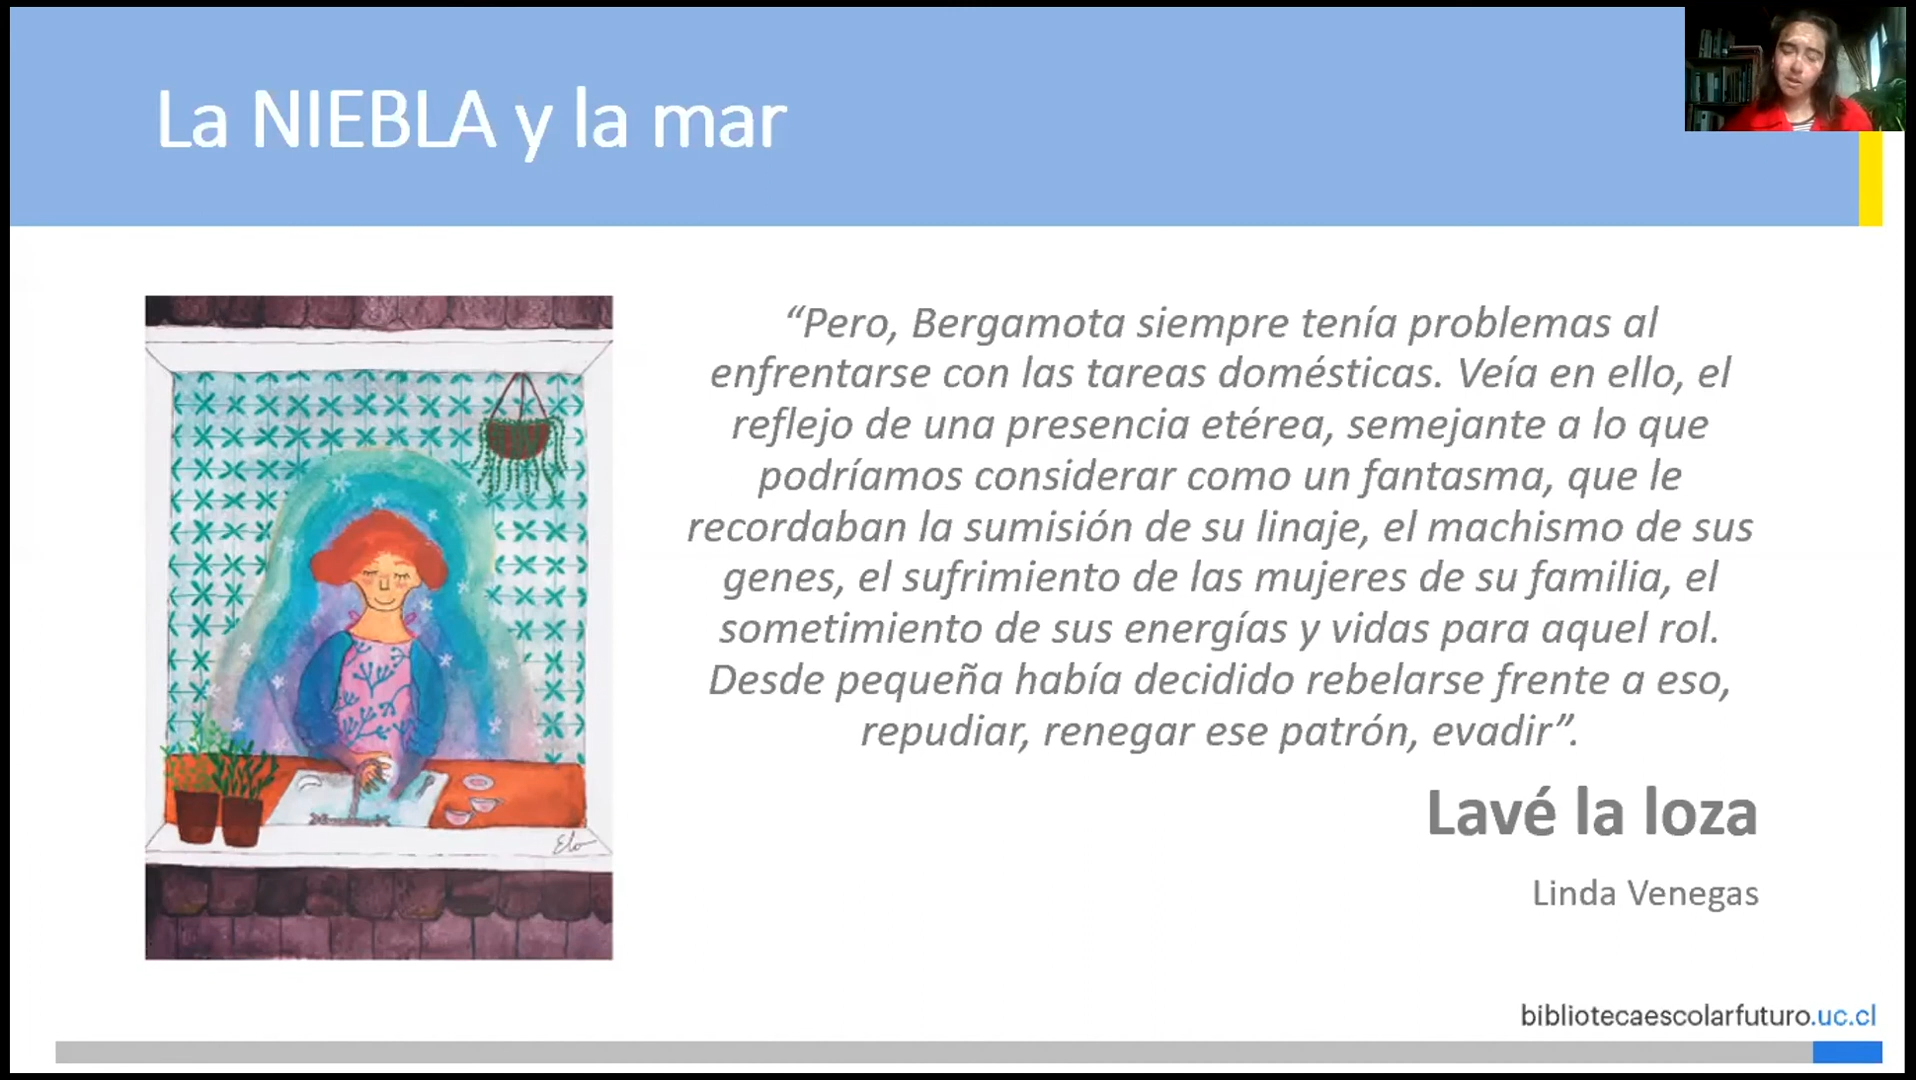 La NIEBLA y la mar
“Pero, Bergamota siempre tenía problemas al
enfrentarse con las tareas domésticas. Veía en ello, el
reflejo de una presencia etérea, semejante a lo que
podríamos considerar como un fantasma, que le
recordaban la sumisión de su linaje, el machismo de sus
genes, el sufrimiento de las mujeres de su familia, el
sometimiento de sus energías y vidas para aquel rol.
Desde pequeña había decidido rebelarse frente a eso,
repudiar, renegar ese patrón, evadir”.
Lavé la loza
Linda Venegas
Elo
bibliotecaescolarfuturo.uc.cl